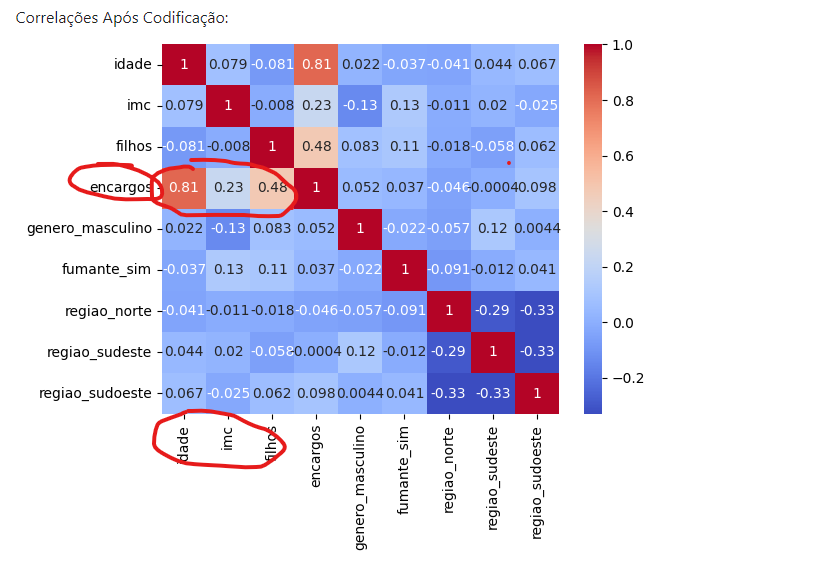 Correlações Após Codificação:
idade 1 0.079 -0.081 0.81 0.022 -0.037 -0.041 0.044 0.067
imc 0.079 1 -0.008 0.23 -0.13 0.13 -0.011 0.02 -0.025
filhos -0.081 -0.008 1 0.48 0.083 0.11 -0.018 -0.058 0.062
encargos 0.81 0.23 0.48 1 0.052 0.037 -0.046 -0.0004 0.098
genero_masculino 0.022 -0.13 0.083 0.052 1 -0.022 -0.057 0.12 0.0044
fumante_sim -0.037 0.13 0.11 0.037 -0.022 1 -0.091 -0.012 0.041
regiao_norte -0.041 -0.011 -0.018 -0.046 -0.057 -0.091 1 -0.29 -0.33
regiao_sudeste 0.044 0.02 -0.058 -0.0004 0.12 -0.012 -0.29 1 -0.33
regiao_sudoeste 0.067 -0.025 0.062 0.098 0.0044 0.041 -0.33 -0.33 1
idade
imc
filhos
encargos
genero_masculino
fumante_sim
regiao_norte
regiao_sudeste
regiao_sudoeste
1.0
0.8
0.6
0.4
0.2
0.0
−0.2